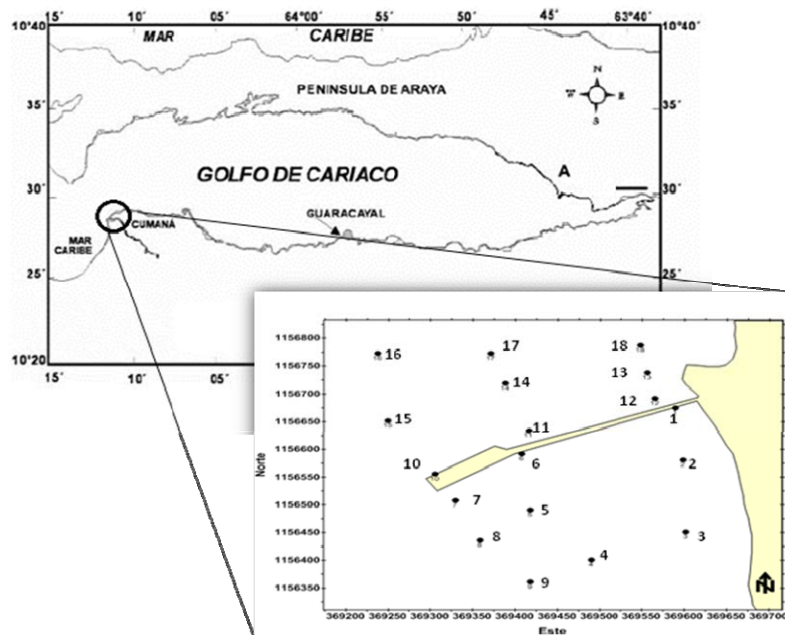 15´ 10´ 05´ 64°00´ 55´ 50´ 45´ 63°40´
10°40´ 10°40´
MAR CARIBE
PENINSULA DE ARAYA
N
W E
S
35´ 35´
GOLFO DE CARIACO
A
30´ 30´
GUARACAYAL
CUMANÁ
MAR
CARIBE
25´ 25´
10°20
15´ 10´ 05´
1156800
1156750
1156700
1156650
1156600
1156550
1156500
1156450
1156400
1156350
Norte
16 17 18
13
14
12
15 11 1
10 6 2
7 5
8 4 3
9
N
369200 369250 369300 369350 369400 369450 369500 369550 369600 369650 369700
Este